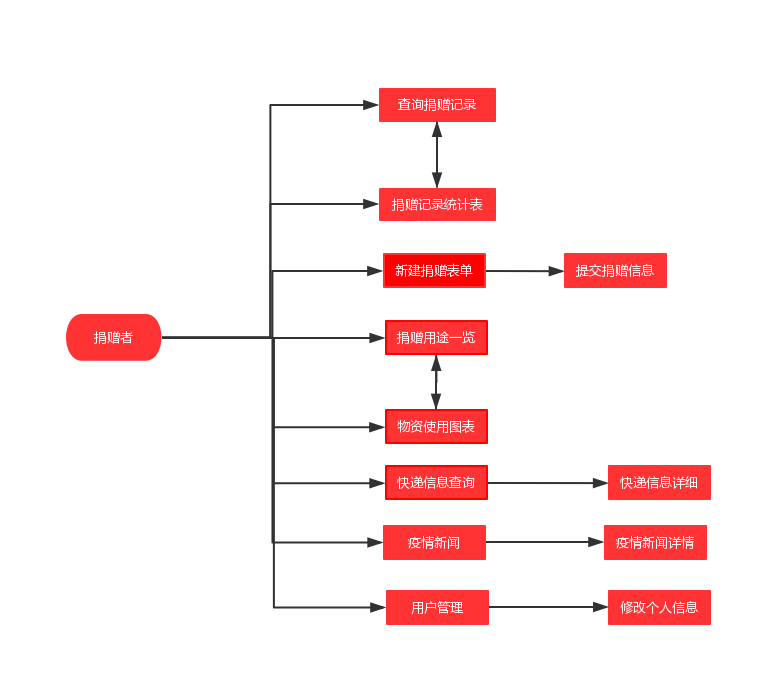 查询捐赠记录
捐赠记录统计表
新建捐赠表单
提交捐赠信息
捐赠者
捐赠用途一览
物资使用图表
快递信息查询
快递信息详细
疫情新闻
疫情新闻详情
用户管理
修改个人信息